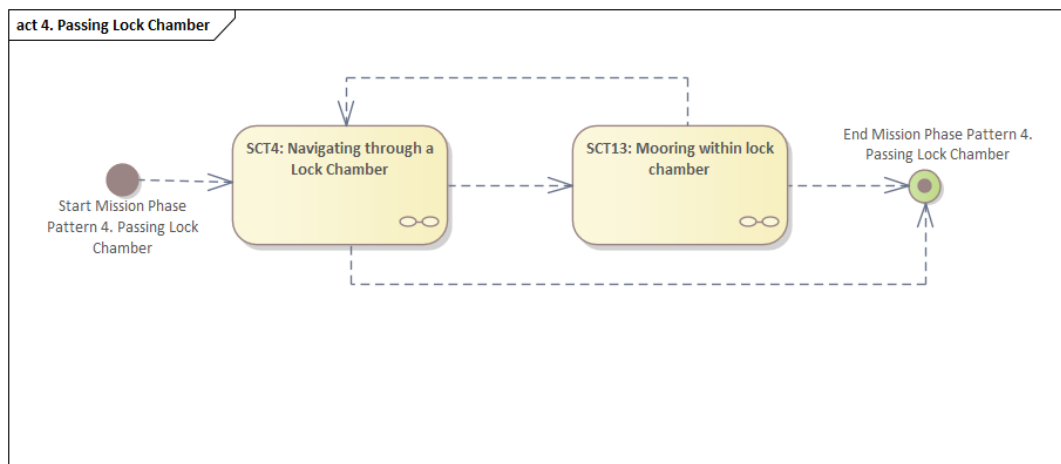 act 4. Passing Lock Chamber
SCT4: Navigating through a
Lock Chamber
SCT13: Mooring within lock
chamber
End Mission Phase Pattern 4.
Passing Lock Chamber
Start Mission Phase
Pattern 4. Passing Lock
Chamber